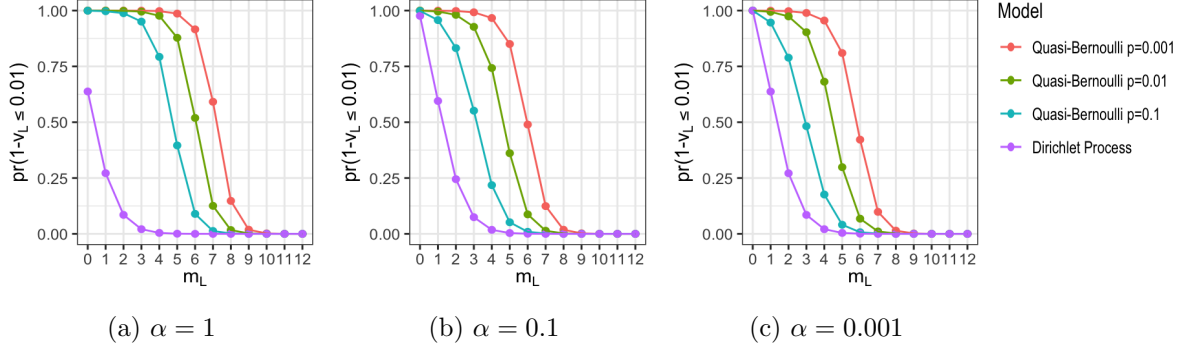 pr(1-vL ≤ 0.01)
1.00
0.75
0.50
0.25
0.00
0 1 2 3 4 5 6 7 8 9 10 11 12
mL
(a) α = 1
pr(1-vL ≤ 0.01)
1.00
0.75
0.50
0.25
0.00
0 1 2 3 4 5 6 7 8 9 10 11 12
mL
(b) α = 0.1
pr(1-vL ≤ 0.01)
1.00
0.75
0.50
0.25
0.00
0 1 2 3 4 5 6 7 8 9 10 11 12
mL
(c) α = 0.001
Model
Quasi-Bernoulli p=0.001
Quasi-Bernoulli p=0.01
Quasi-Bernoulli p=0.1
Dirichlet Process